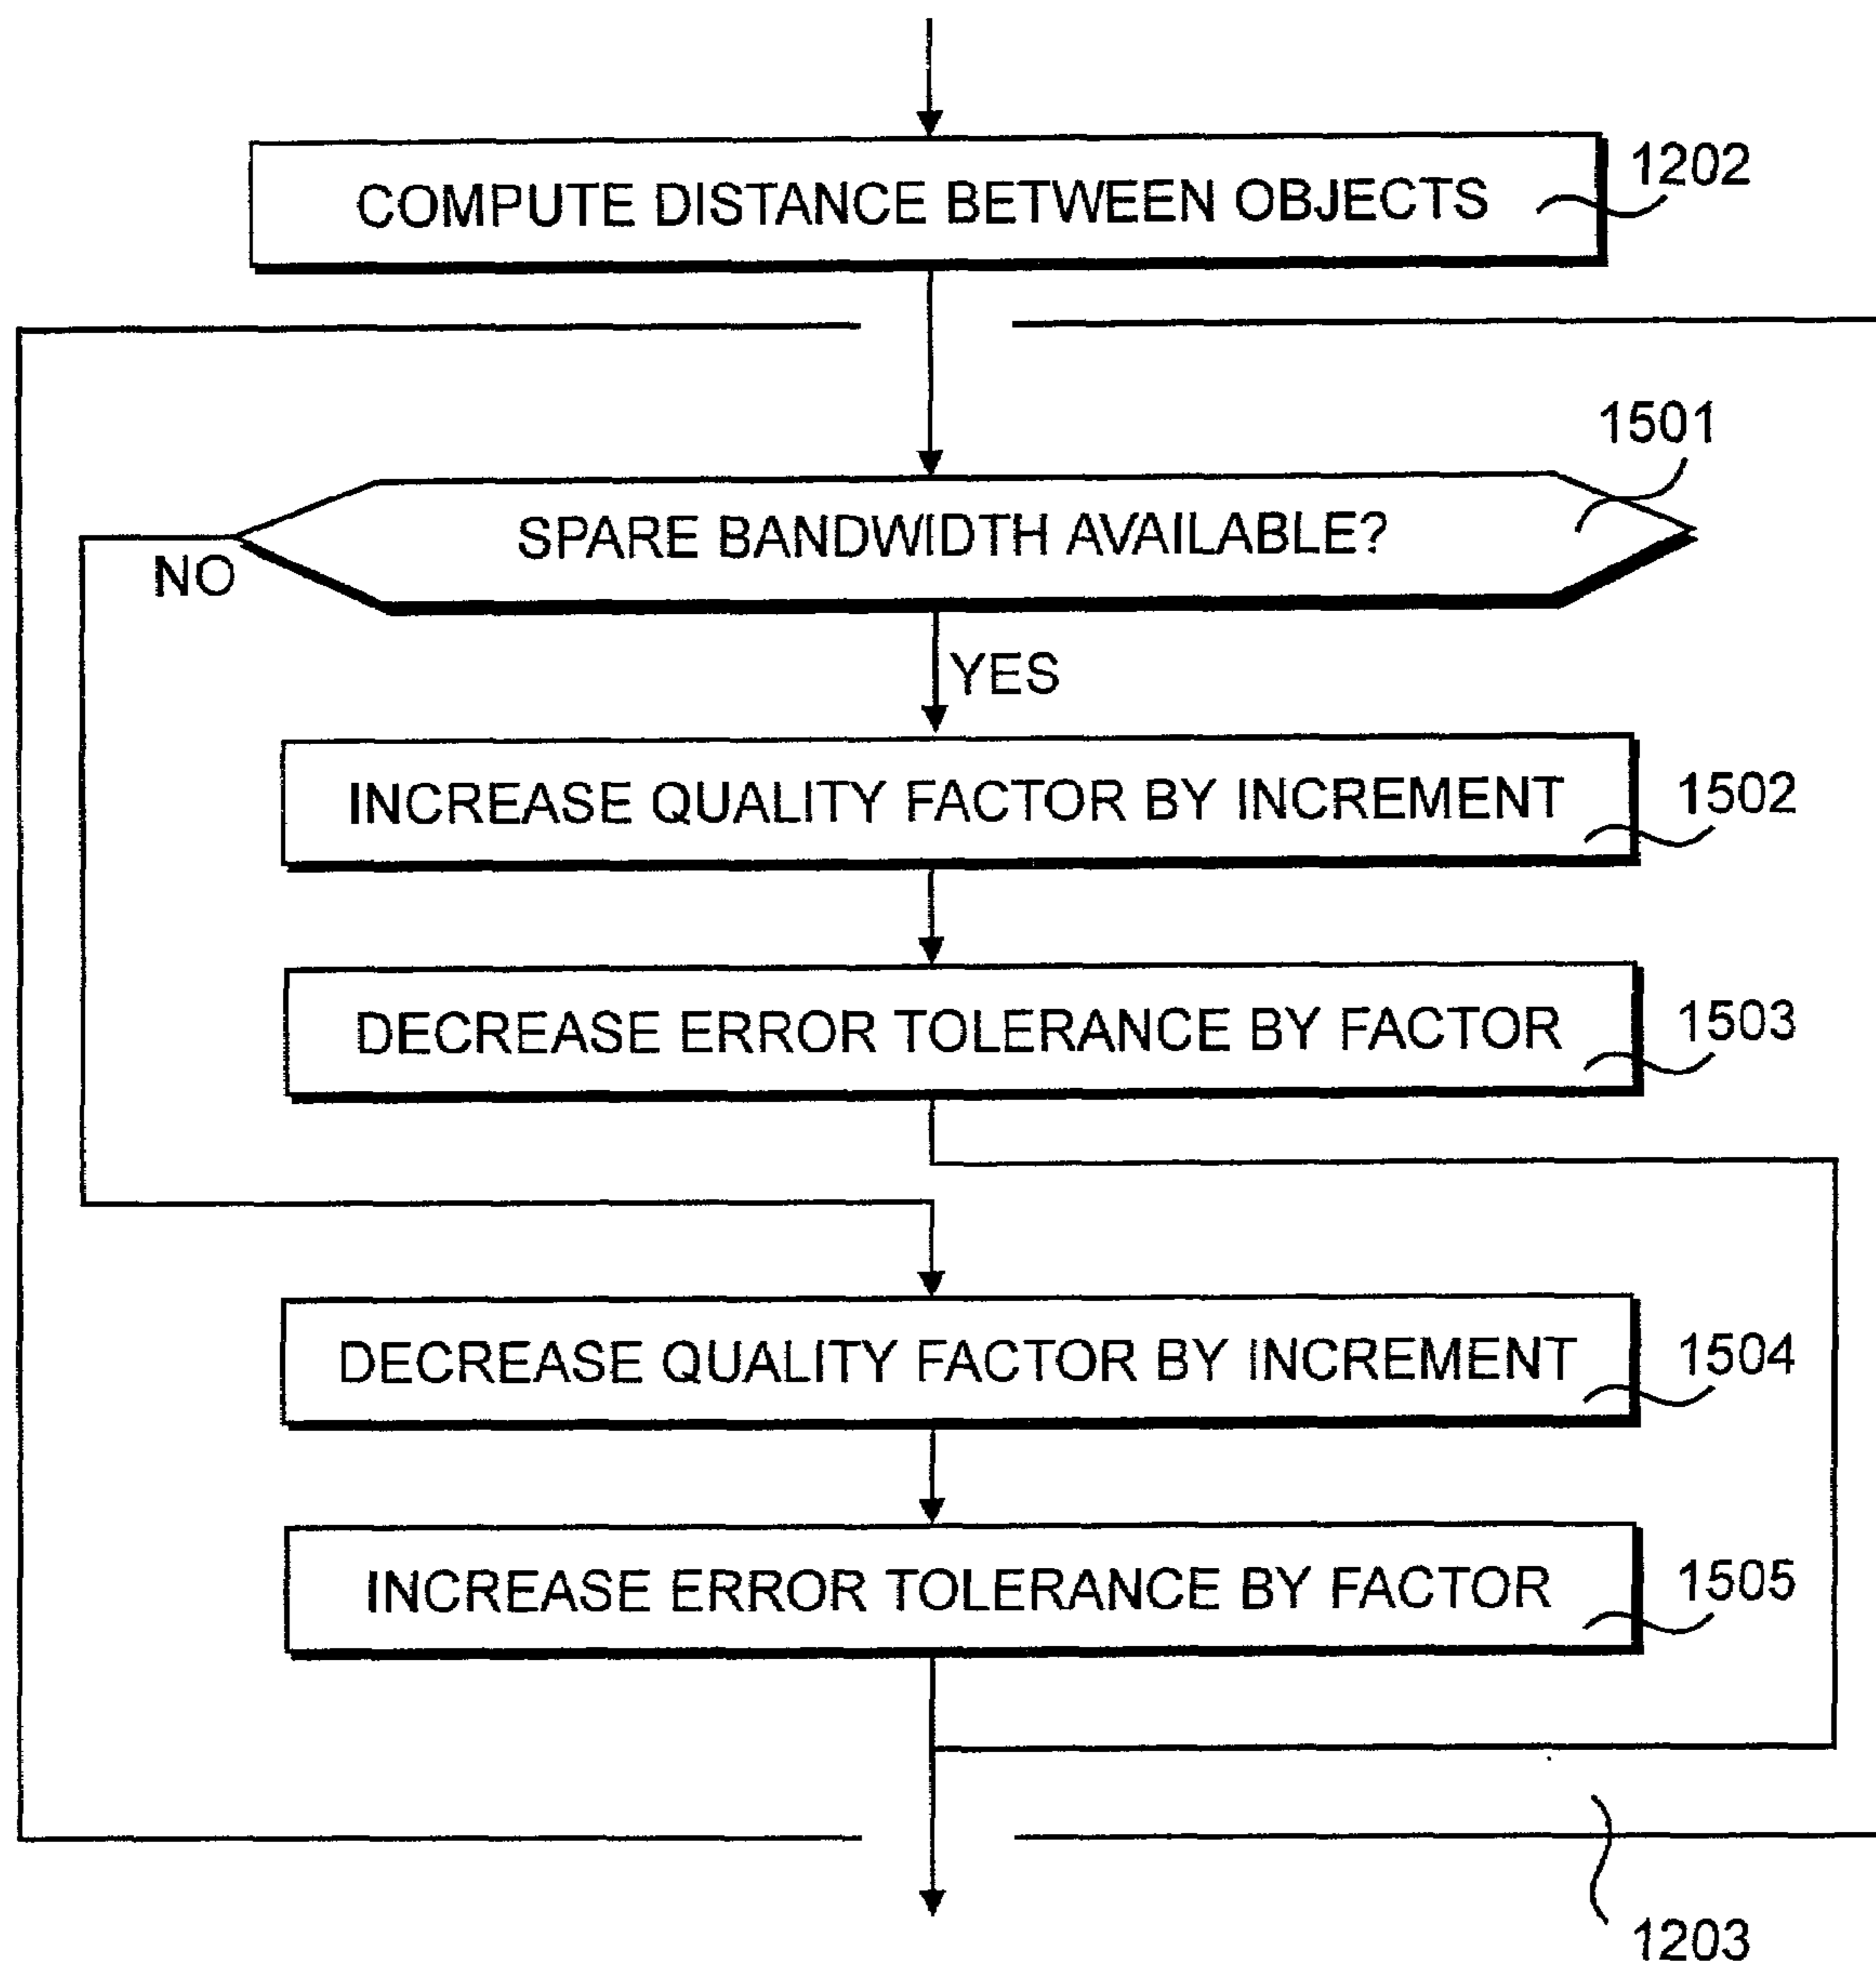 COMPUTE DISTANCE BETWEEN OBJECTS
1202
1501
SPARE BANDWIDTH AVAILABLE?
NO
YES
INCREASE QUALITY FACTOR BY INCREMENT
1502
DECREASE ERROR TOLERANCE BY FACTOR
1503
DECREASE QUALITY FACTOR BY INCREMENT
1504
INCREASE ERROR TOLERANCE BY FACTOR
1505
1203